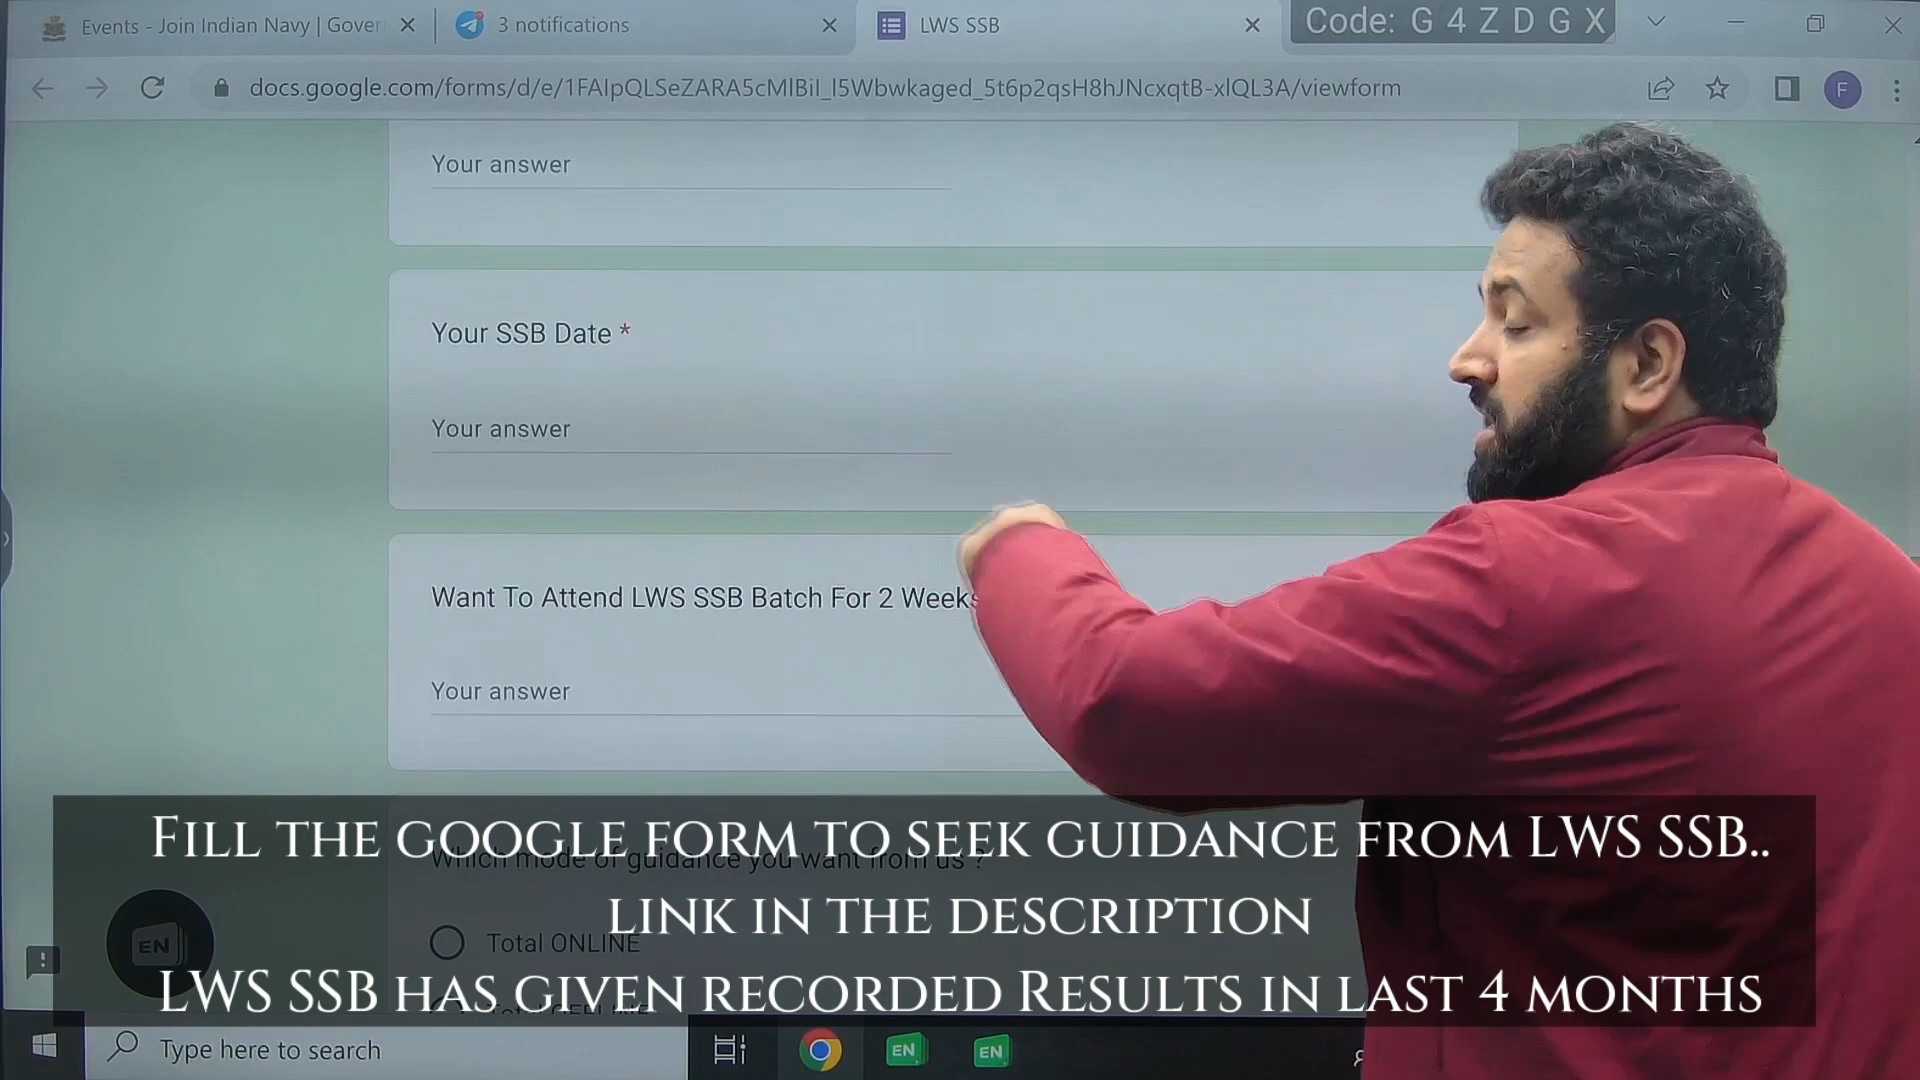 Events - Join Indian Navy | Gover
3 notifications
LWS SSB
Code: G 4 Z D G X
docs.google.com/forms/d/e/1FAIpQLSeZARA5cMlBiI_l5Wbwkaged_5t6p2qsH8hJNcxqtB-xlQL3A/viewform
F
Your answer
Your SSB Date *
Your answer
Want To Attend LWS SSB Batch For 2 Weeks
Your answer
Which mode of guidance you want from us ?
FILL THE GOOGLE FORM TO SEEK GUIDANCE FROM LWS SSB..
LINK IN THE DESCRIPTION
LWS SSB HAS GIVEN RECORDED RESULTS IN LAST 4 MONTHS
EN
Total ONLINE
Total OFFLINE
Type here to search
EN
EN